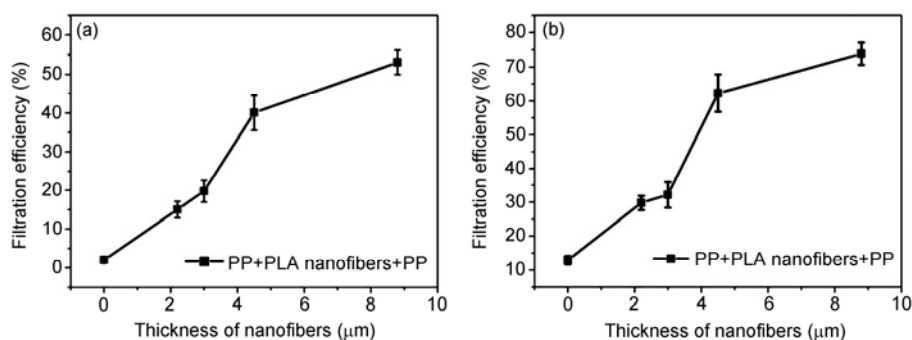 (a)
Filtration efficiency (%)
60
50
40
30
20
10
0
PP+PLA nanofibers+PP
0 2 4 6 8 10
Thickness of nanofibers (μm)
(b)
Filtration efficiency (%)
80
70
60
50
40
30
20
10
PP+PLA nanofibers+PP
0 2 4 6 8 10
Thickness of nanofibers (μm)